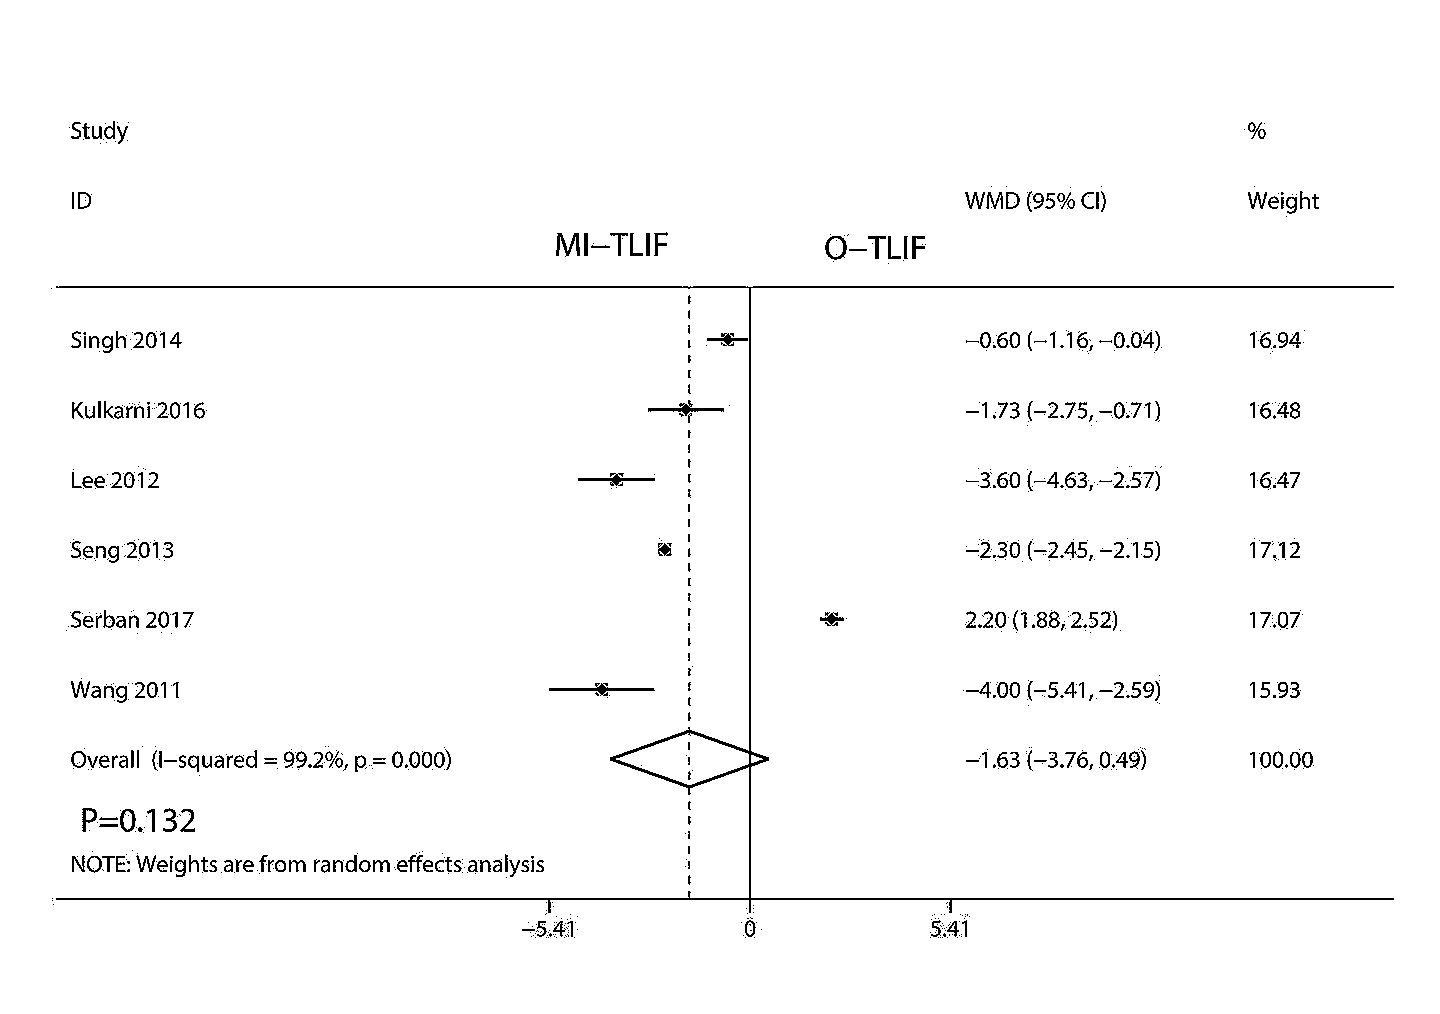 Study %
ID WMD (95% CI) Weight
MI–TLIF O–TLIF
Singh 2014 −0.60 (−1.16, −0.04) 16.94
Kulkarni 2016 −1.73 (−2.75, −0.71) 16.48
Lee 2012 −3.60 (−4.63, −2.57) 16.47
Seng 2013 −2.30 (−2.45, −2.15) 17.12
Serban 2017 2.20 (1.88, 2.52) 17.07
Wang 2011 −4.00 (−5.41, −2.59) 15.93
Overall (I−squared = 99.2%, p = 0.000) −1.63 (−3.76, 0.49) 100.00
P=0.132
NOTE: Weights are from random effects analysis
−5.41 0 5.41